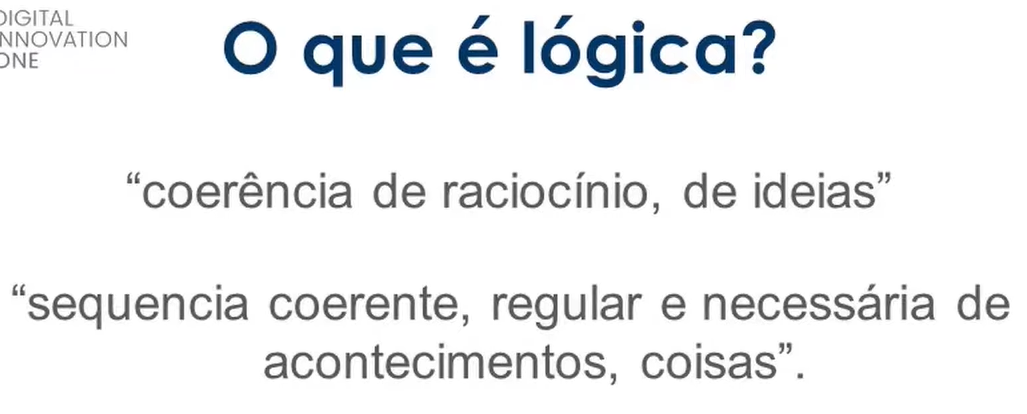 DIGITAL
INNOVATION
ONE
O que é lógica?
“coerência de raciocínio, de ideias”
“sequencia coerente, regular e necessária de
acontecimentos, coisas”.